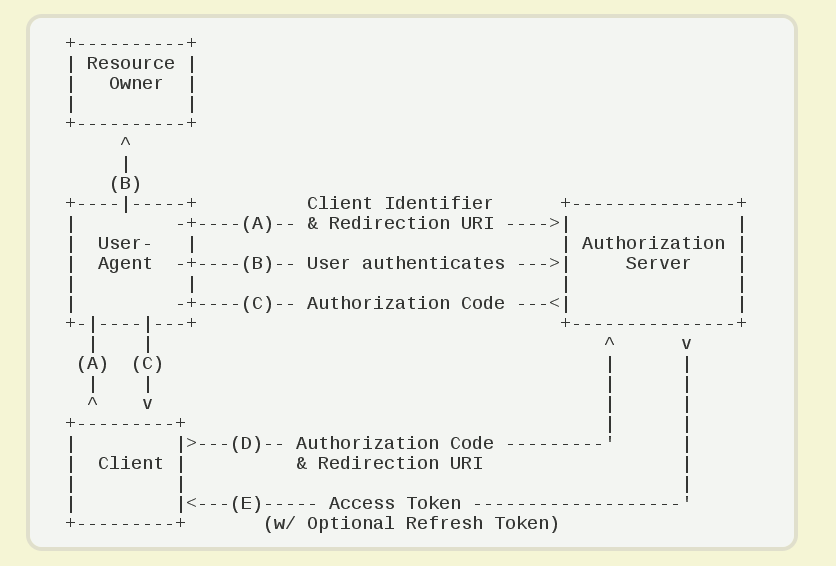 +----------+
| Resource |
|  Owner   |
|          |
+----------+
     ^
     |
    (B)
+----|-----+          Client Identifier      +---------------+
|         -+----(A)-- & Redirection URI ---->|               |
|  User-   |                                 | Authorization |
|  Agent  -+----(B)-- User authenticates --->|     Server    |
|          |                                 |               |
|         -+----(C)-- Authorization Code ---<|               |
+-|----|---+                                 +---------------+
  |    |                                         ^      v
 (A)  (C)                                        |      |
  |    |                                         |      |
  ^    v                                         |      |
+---------+                                      |      |
|         |>---(D)-- Authorization Code ---------'      |
|  Client |          & Redirection URI                  |
|         |                                             |
|         |<---(E)----- Access Token -------------------'
+---------+       (w/ Optional Refresh Token)